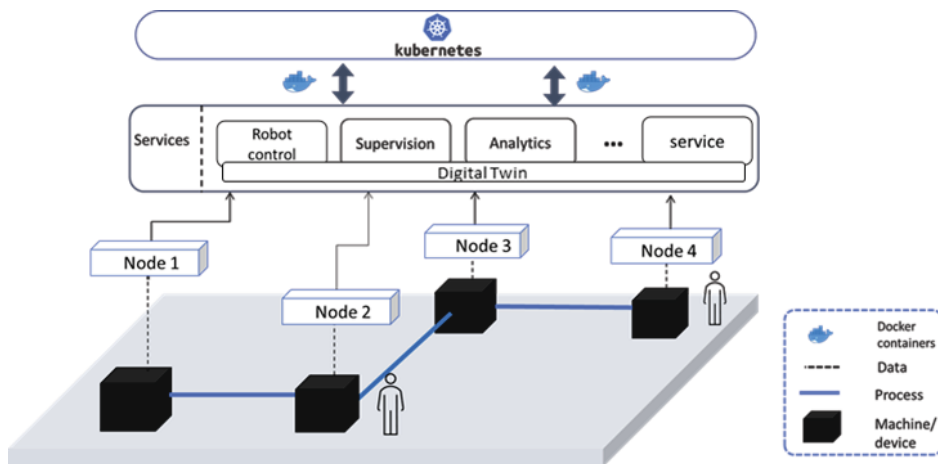 kubernetes
Services
Robot
control
Supervision
Analytics
•••
service
Digital Twin
Node 1
Node 2
Node 3
Node 4
Docker
containers
Data
Process
Machine/
device